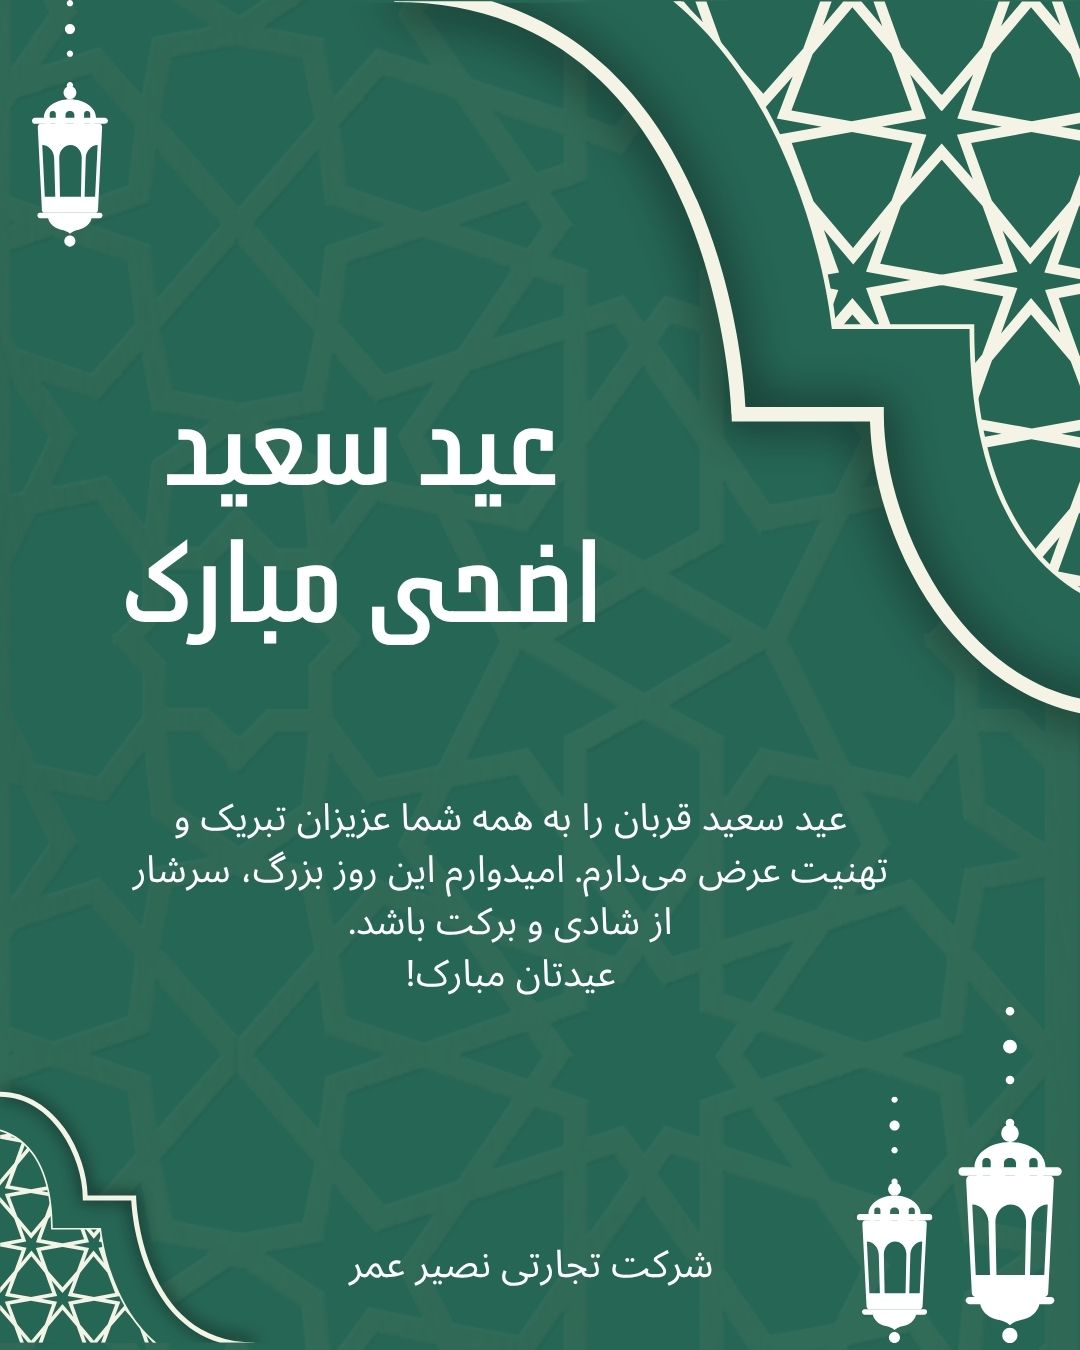 عید سعید
اضحی مبارک
عید سعید قربان را به همه شما عزیزان تبریک و
تهنیت عرض می‌دارم. امیدوارم این روز بزرگ، سرشار
از شادی و برکت باشد.
عیدتان مبارک!
شرکت تجارتی نصیر عمر